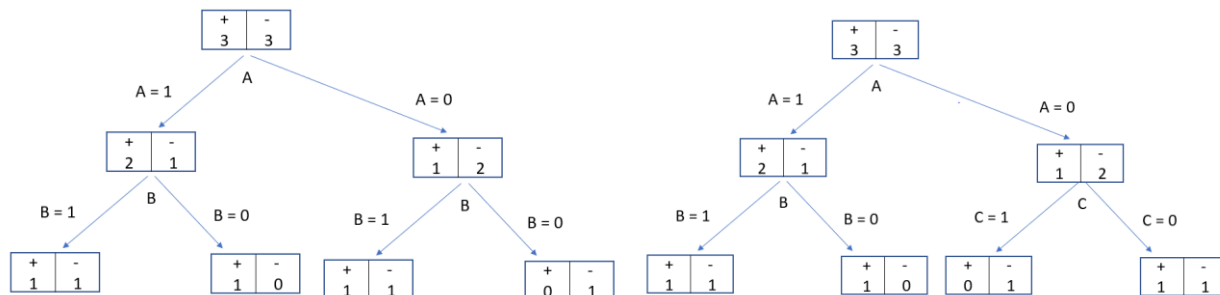 + -
3 3
A
A = 1
A = 0
+ -
2 1
+ -
1 2
B
B = 1
B = 0
B
B = 1
B = 0
+ -
1 1
+ -
1 0
+ -
1 1
+ -
0 1
+ -
3 3
A
A = 1
A = 0
+ -
2 1
+ -
1 2
B
B = 1
B = 0
C
C = 1
C = 0
+ -
1 1
+ -
1 0
+ -
0 1
+ -
1 1